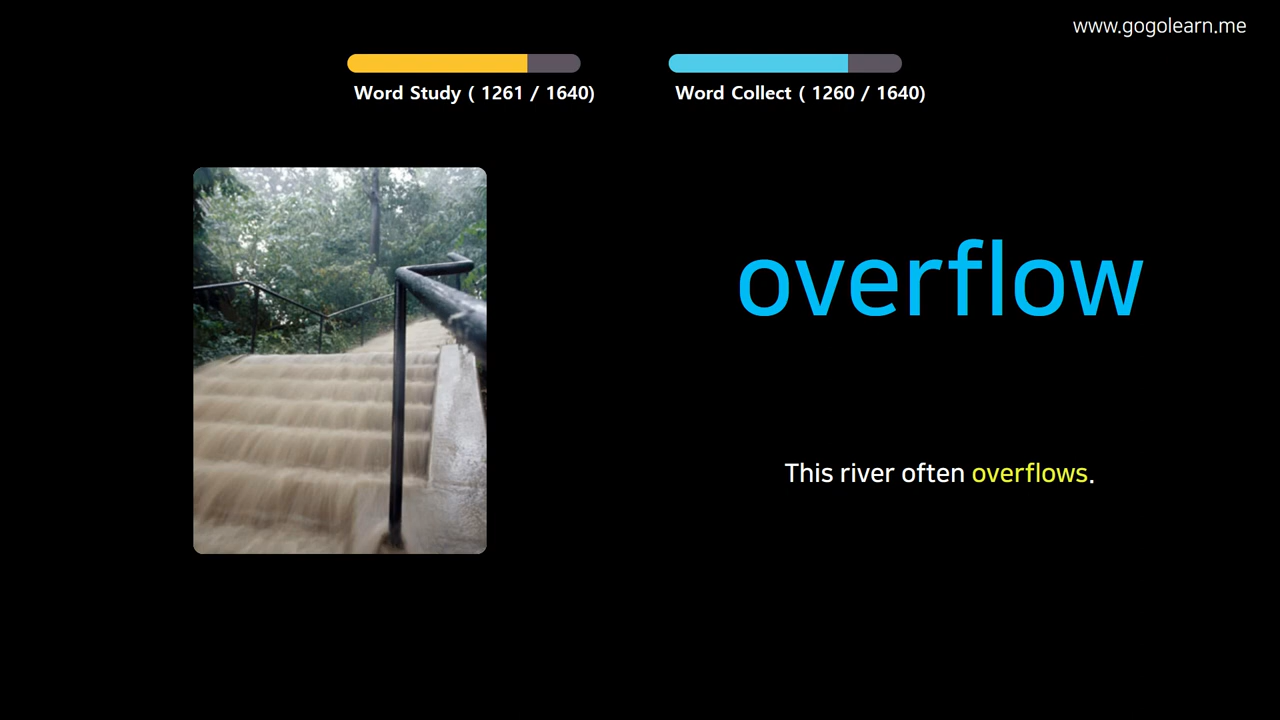 www.gogolearn.me
Word Study ( 1261 / 1640)
Word Collect ( 1260 / 1640)
overflow
This river often overflows.